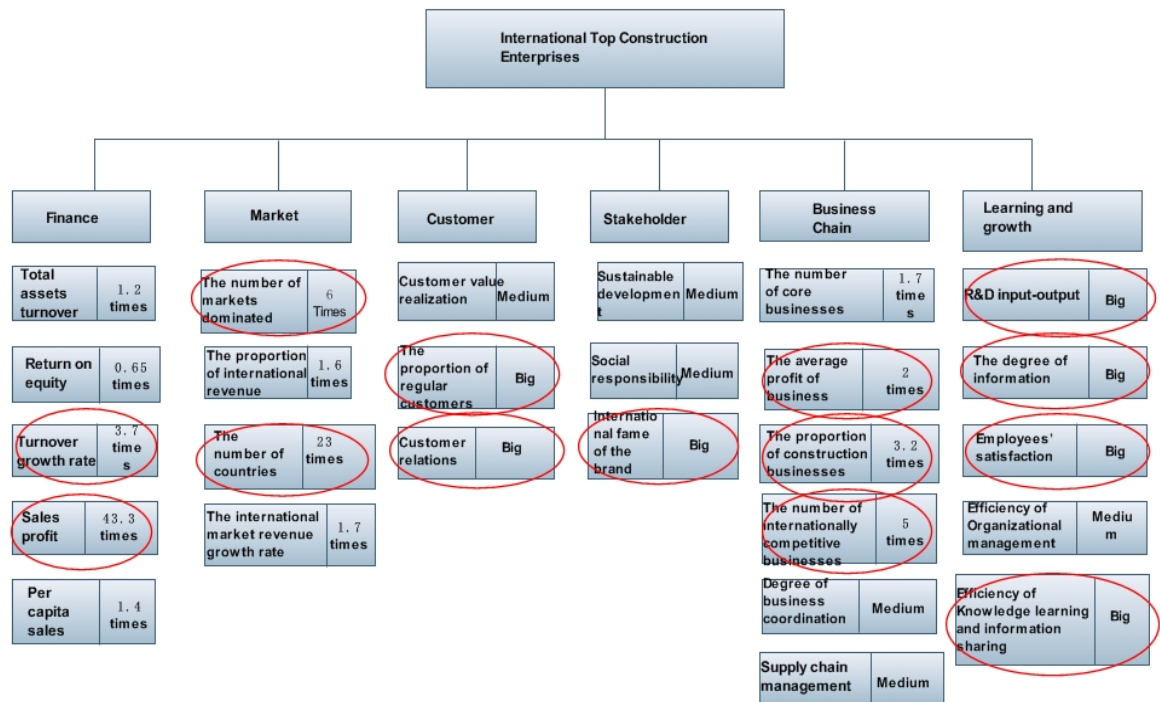 International Top Construction
Enterprises
Finance
Market
Customer
Stakeholder
Business
Chain
Learning and
growth
Total
assets
turnover
1.2
times
Return on
equity
0.65
times
Turnover
growth rate
3.7
time
s
Sales
profit
43.3
times
Per
capita
sales
1.4
times
The number of
markets
dominated
6
Times
The proportion
of international
revenue
1.6
times
The
number of
countries
23
times
The international
market revenue
growth rate
1.7
times
Customer value
realization
Medium
The
proportion of
regular
customers
Big
Customer
relations
Big
Sustainable
developmen
t
Medium
Social
responsibility
Medium
Internatio
nal fame
of the
brand
Big
The number
of core
businesses
1.7
time
s
The average
profit of
business
2
times
The proportion
of construction
businesses
3.2
times
The number of
internationally
competitive
businesses
5
times
Degree of
business
coordination
Medium
Supply chain
management
Medium
R&D input-output
Big
The degree of
information
Big
Employees'
satisfaction
Big
Efficiency of
Organizational
management
Mediu
m
Efficiency of
Knowledge learning
and information
sharing
Big